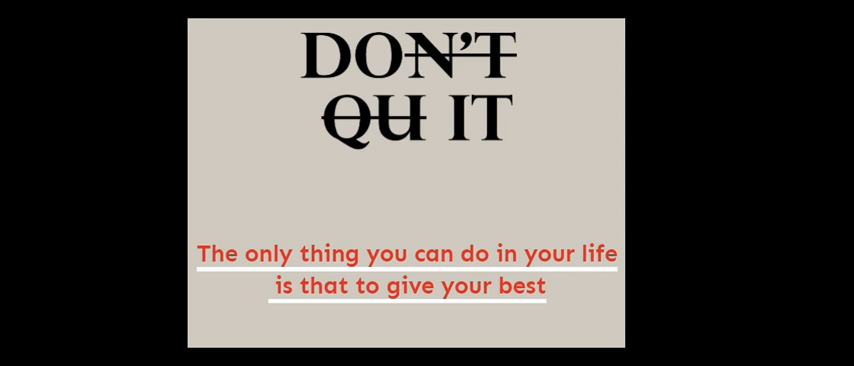 DON'T
QU IT
The only thing you can do in your life
is that to give your best